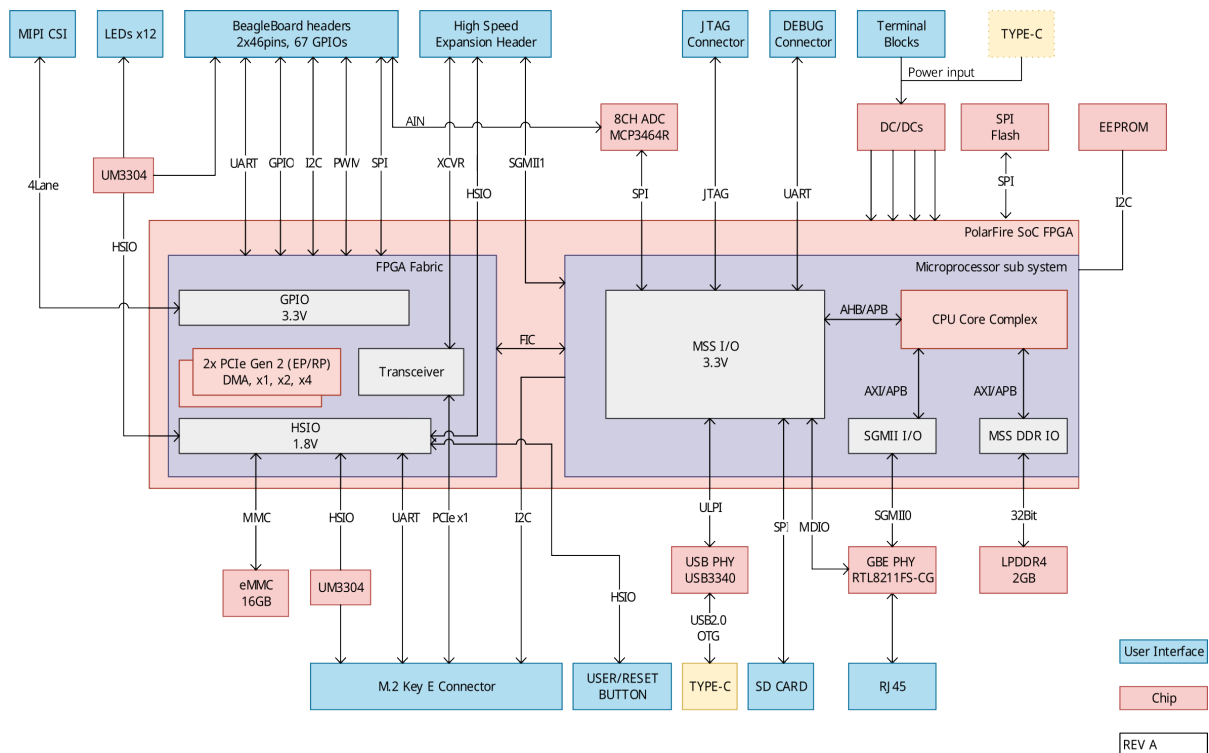 MIPI CSI
LEDs x12
BeagleBoard headers
2x46pins, 67 GPIOs
High Speed
Expansion Header
JTAG
Connector
DEBUG
Connector
Terminal
Blocks
TYPE-C
Power input
AIN
8CH ADC
MCP3464R
DC/DCs
SPI
Flash
EEPROM
4Lane
UM3304
UART
GPIO
I2C
PWM
SPI
XCVR
HSIO
SGMII1
SPI
JTAG
UART
SPI
I2C
HSIO
PolarFire SoC FPGA
FPGA Fabric
Microprocessor sub system
GPIO
3.3V
2x PCIe Gen 2 (EP/RP)
DMA, x1, x2, x4
Transceiver
HSIO
1.8V
FIC
MSS I/O
3.3V
AHB/APB
CPU Core Complex
AXI/APB
AXI/APB
SGMII I/O
MSS DDR IO
MMC
HSIO
UART
PCIe x1
I2C
ULPI
SPI
MDIO
SGMII0
32Bit
eMMC
16GB
UM3304
HSIO
USB PHY
USB3340
GBE PHY
RTL8211FS-CG
LPDDR4
2GB
USB2.0
OTG
M.2 Key E Connector
USER/RESET
BUTTON
TYPE-C
SD CARD
RJ45
User Interface
Chip
REV A